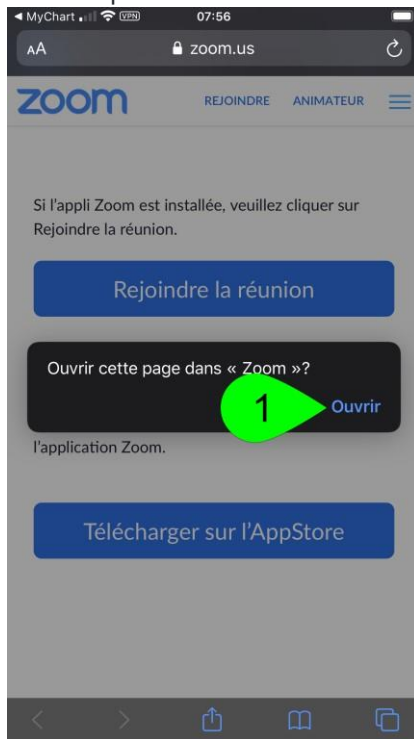 MyChart VPN 07:56
AA zoom.us
zoom REJOINDRE ANIMATEUR
Si l'appli Zoom est installée, veuillez cliquer sur
Rejoindre la réunion.
Rejoindre la réunion
Ouvrir cette page dans « Zoom »?
1 Ouvrir
l'application Zoom.
Télécharger sur l'AppStore